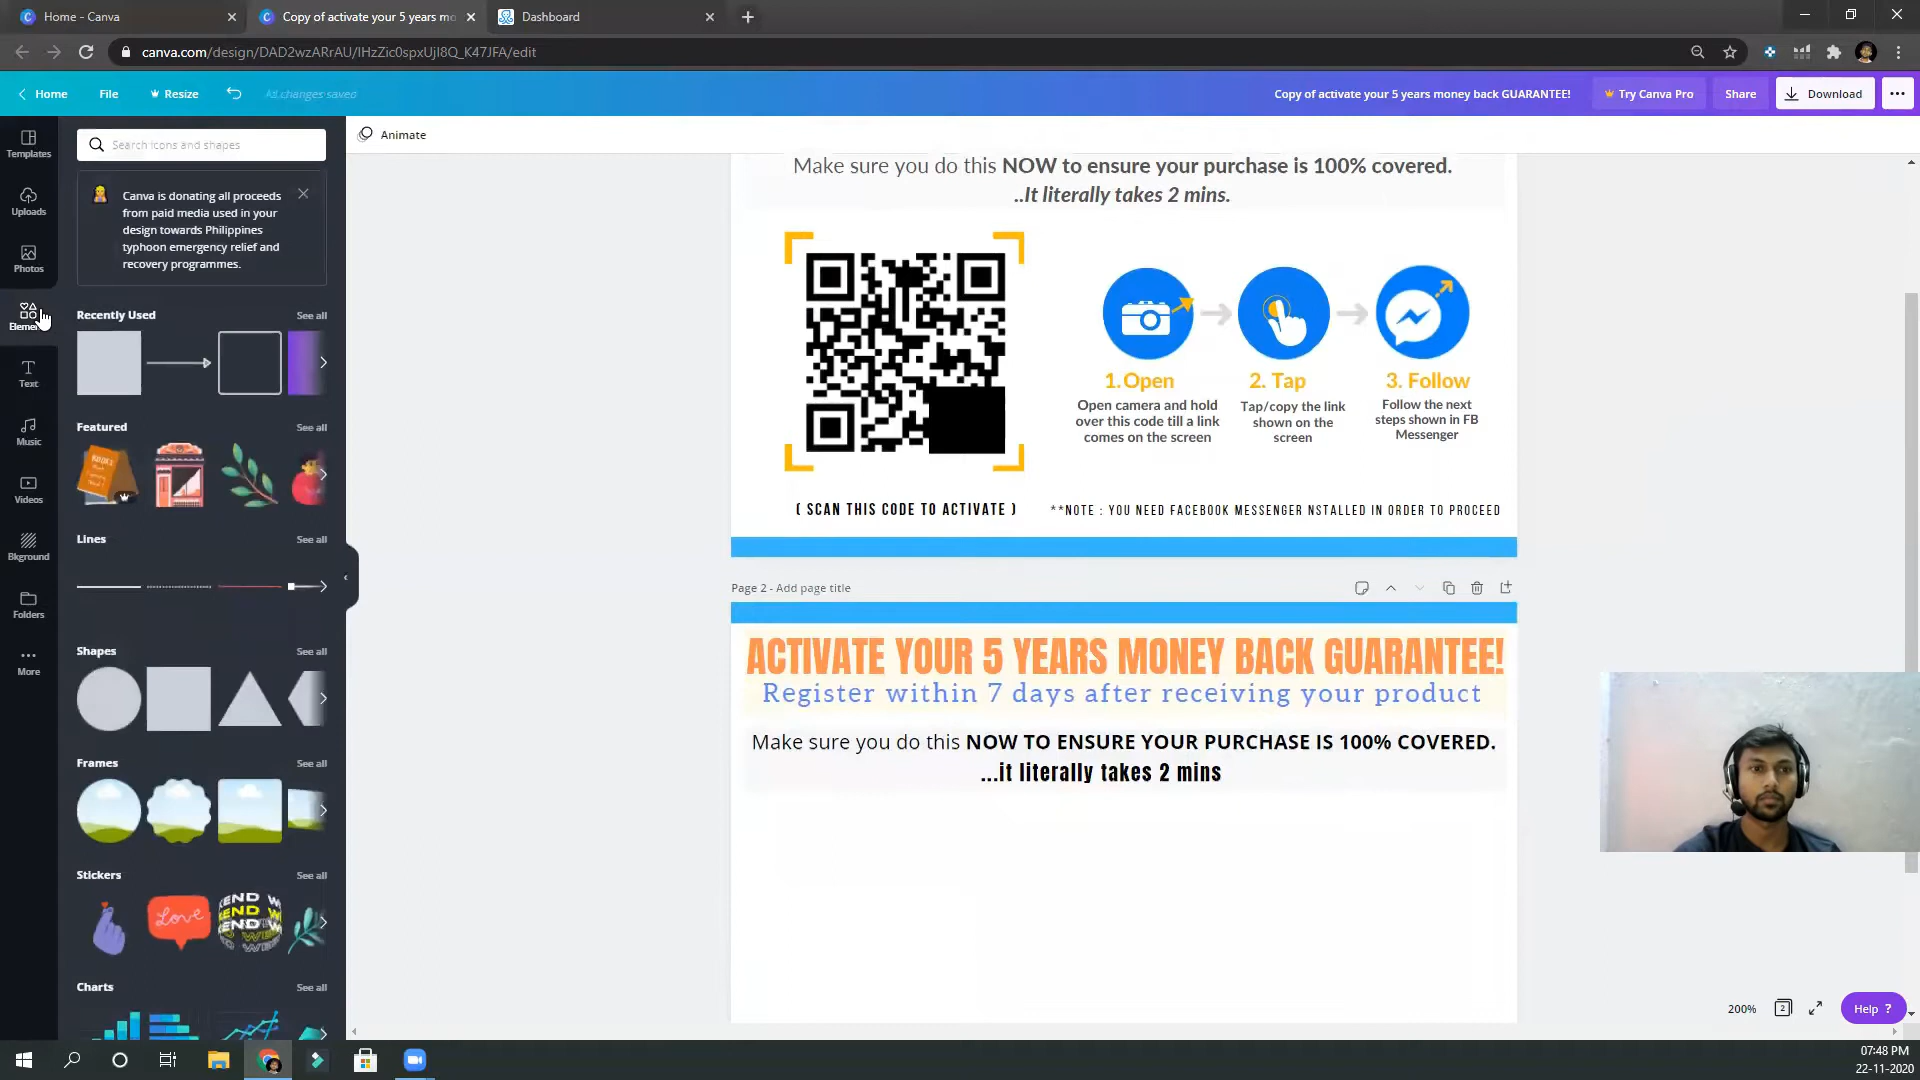 Home - Canva
Copy of activate your 5 years mo
Dashboard
canva.com/design/DAD2wzARrAU/lHzZic0spxUjl8Q_K47JFA/edit
Home
File
Resize
All changes saved
Copy of activate your 5 years money back GUARANTEE!
Try Canva Pro
Share
Download
Templates
Uploads
Photos
Elements
Text
Music
Videos
Bkground
Folders
More
Search icons and shapes
Canva is donating all proceeds
from paid media used in your
design towards Philippines
typhoon emergency relief and
recovery programmes.
Recently Used
See all
Featured
See all
Lines
See all
Shapes
See all
Frames
See all
Stickers
See all
Love
Charts
See all
Animate
Make sure you do this NOW to ensure your purchase is 100% covered.
..It literally takes 2 mins.
1.Open
Open camera and hold
over this code till a link
comes on the screen
2. Tap
Tap/copy the link
shown on the
screen
3. Follow
Follow the next
steps shown in FB
Messenger
( SCAN THIS CODE TO ACTIVATE )
**NOTE : YOU NEED FACEBOOK MESSENGER NSTALLED IN ORDER TO PROCEED
Page 2 - Add page title
ACTIVATE YOUR 5 YEARS MONEY BACK GUARANTEE!
Register within 7 days after receiving your product
Make sure you do this NOW TO ENSURE YOUR PURCHASE IS 100% COVERED.
...it literally takes 2 mins
200%
2
Help ?
07:48 PM
22-11-2020